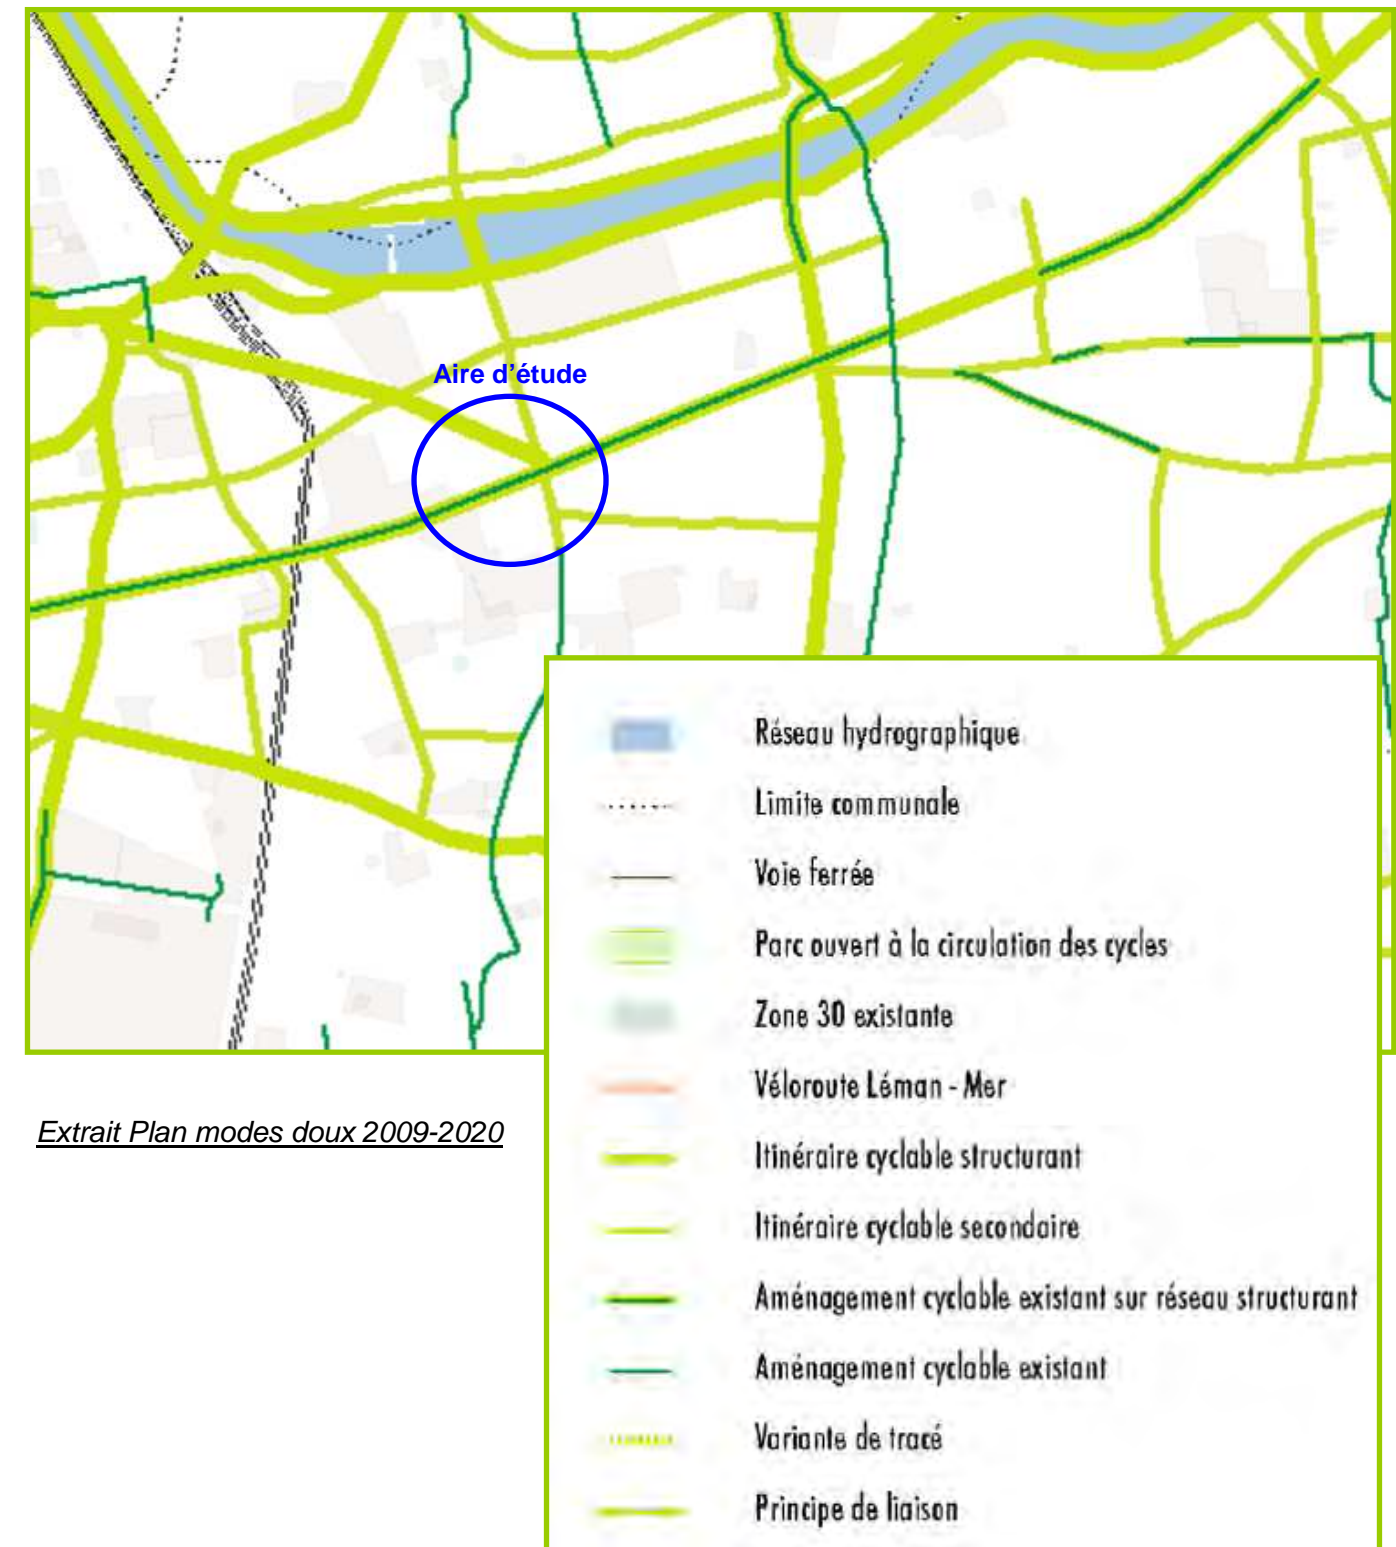 Aire d'étude
Réseau hydrographique
Limite communale
Voie ferrée
Parc ouvert à la circulation des cycles
Zone 30 existante
Véloroute Léman - Mer
Extrait Plan modes doux 2009-2020
Itinéraire cyclable structurant
Itinéraire cyclable secondaire
Aménagement cyclable existant sur réseau structurant
Aménagement cyclable existant
Variante de tracé
Principe de liaison